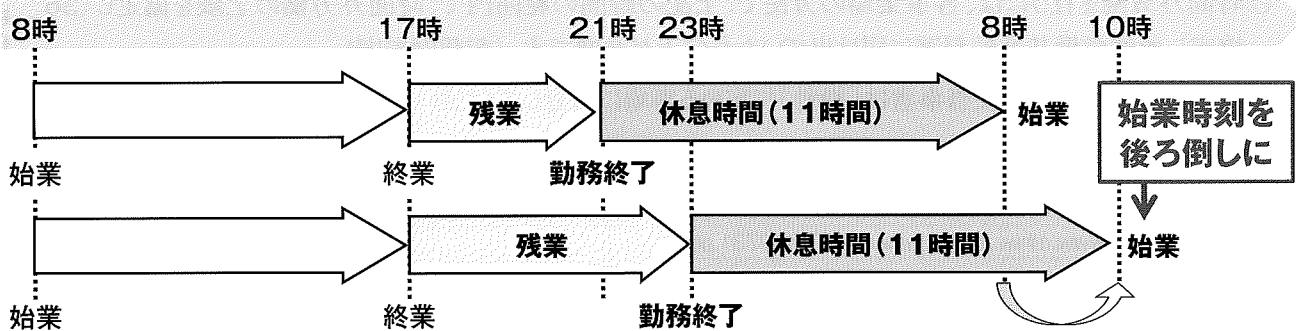 8時 17時 21時 23時 8時 10時
残業 休息時間(11時間) 始業
始業時刻を
後ろ倒しに
始業 終業 勤務終了
残業 休息時間(11時間) 始業
始業 終業 勤務終了